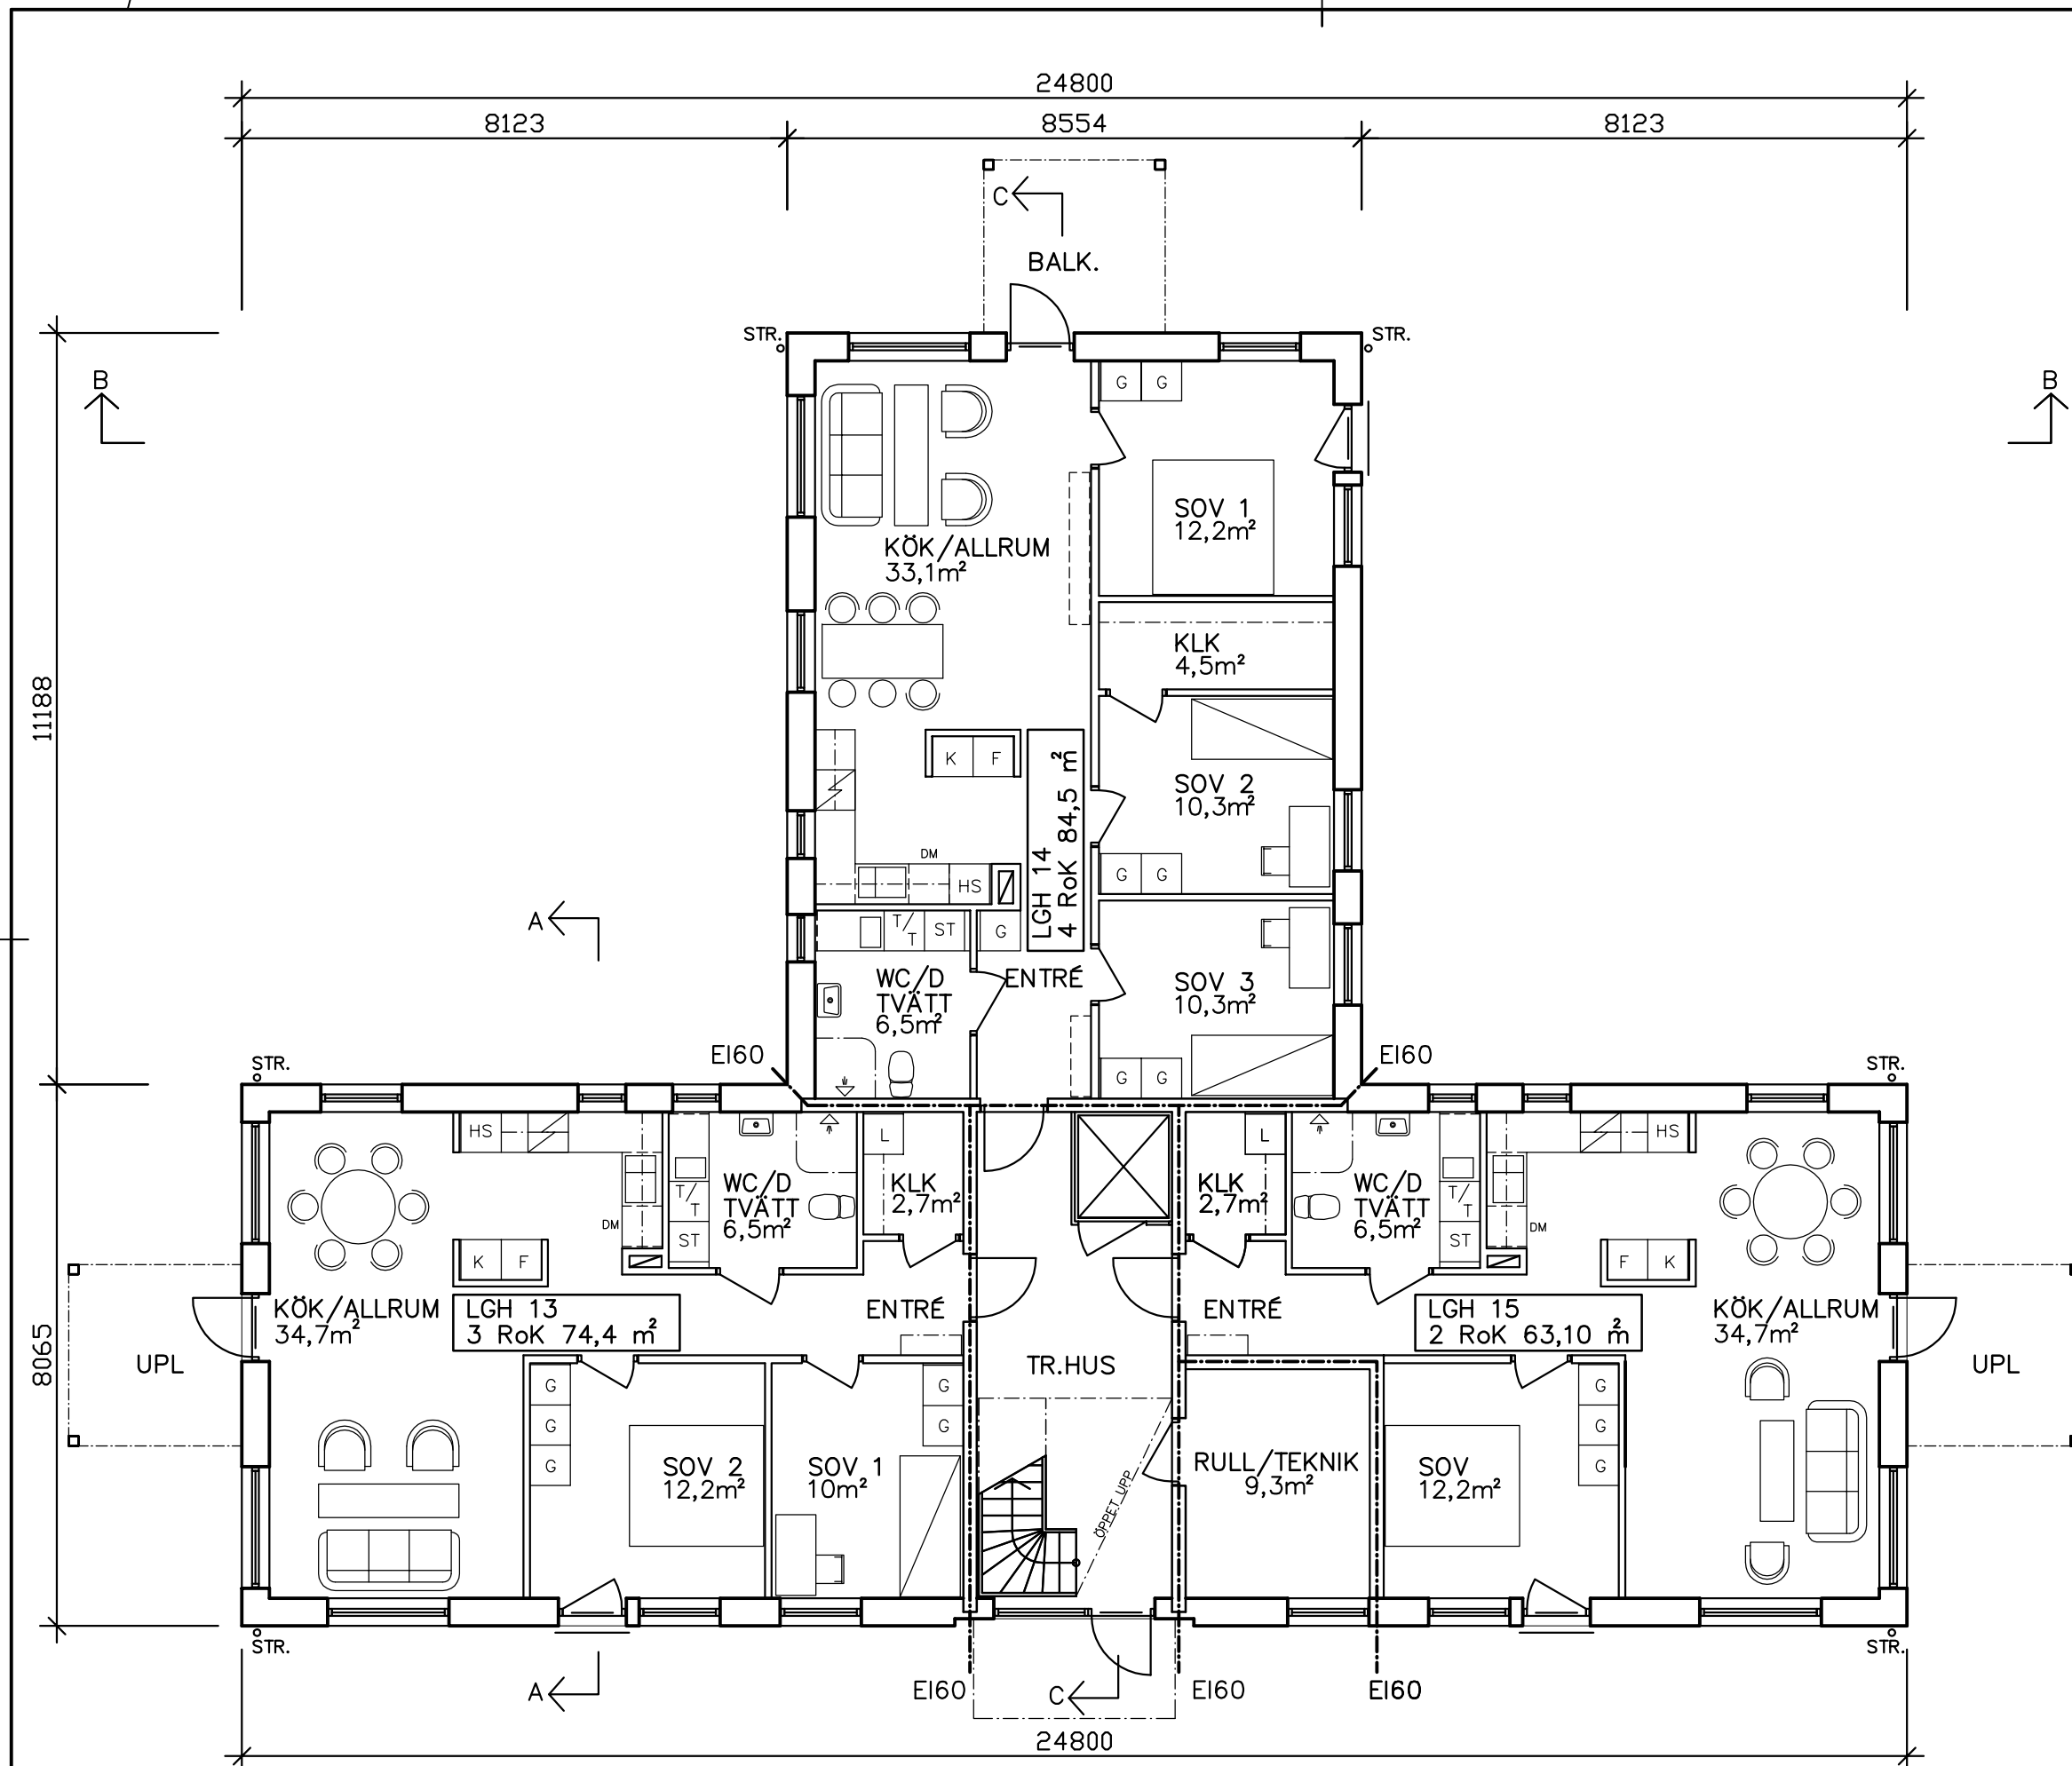 24800
8123
8554
8123
C
BALK.
STR.
STR.
B
B
G
G
SOV 1
12,2m²
KÖK/ALLRUM
33,1m²
KLK
4,5m²
11188
K
F
LGH 14
4 RoK 84,5 m²
SOV 2
10,3m²
DM
HS
G
G
A
T/T
ST
G
WC/D
TVÄTT
6,5m²
ENTRÉ
SOV 3
10,3m²
G
G
EI60
EI60
STR.
STR.
HS
L
L
HS
WC/D
TVÄTT
6,5m²
KLK
2,7m²
KLK
2,7m²
WC/D
TVÄTT
6,5m²
T/T
T/T
DM
DM
ST
ST
K
F
F
K
KÖK/ALLRUM
34,7m²
LGH 13
3 RoK 74,4 m²
ENTRÉ
ENTRÉ
LGH 15
2 RoK 63,10 m²
KÖK/ALLRUM
34,7m²
8065
UPL
TR.HUS
UPL
G
G
G
G
G
G
G
G
SOV 2
12,2m²
SOV 1
10m²
ÖPPET UPP
RULL/TEKNIK
9,3m²
SOV
12,2m²
STR.
STR.
A
EI60
C
EI60
EI60
24800